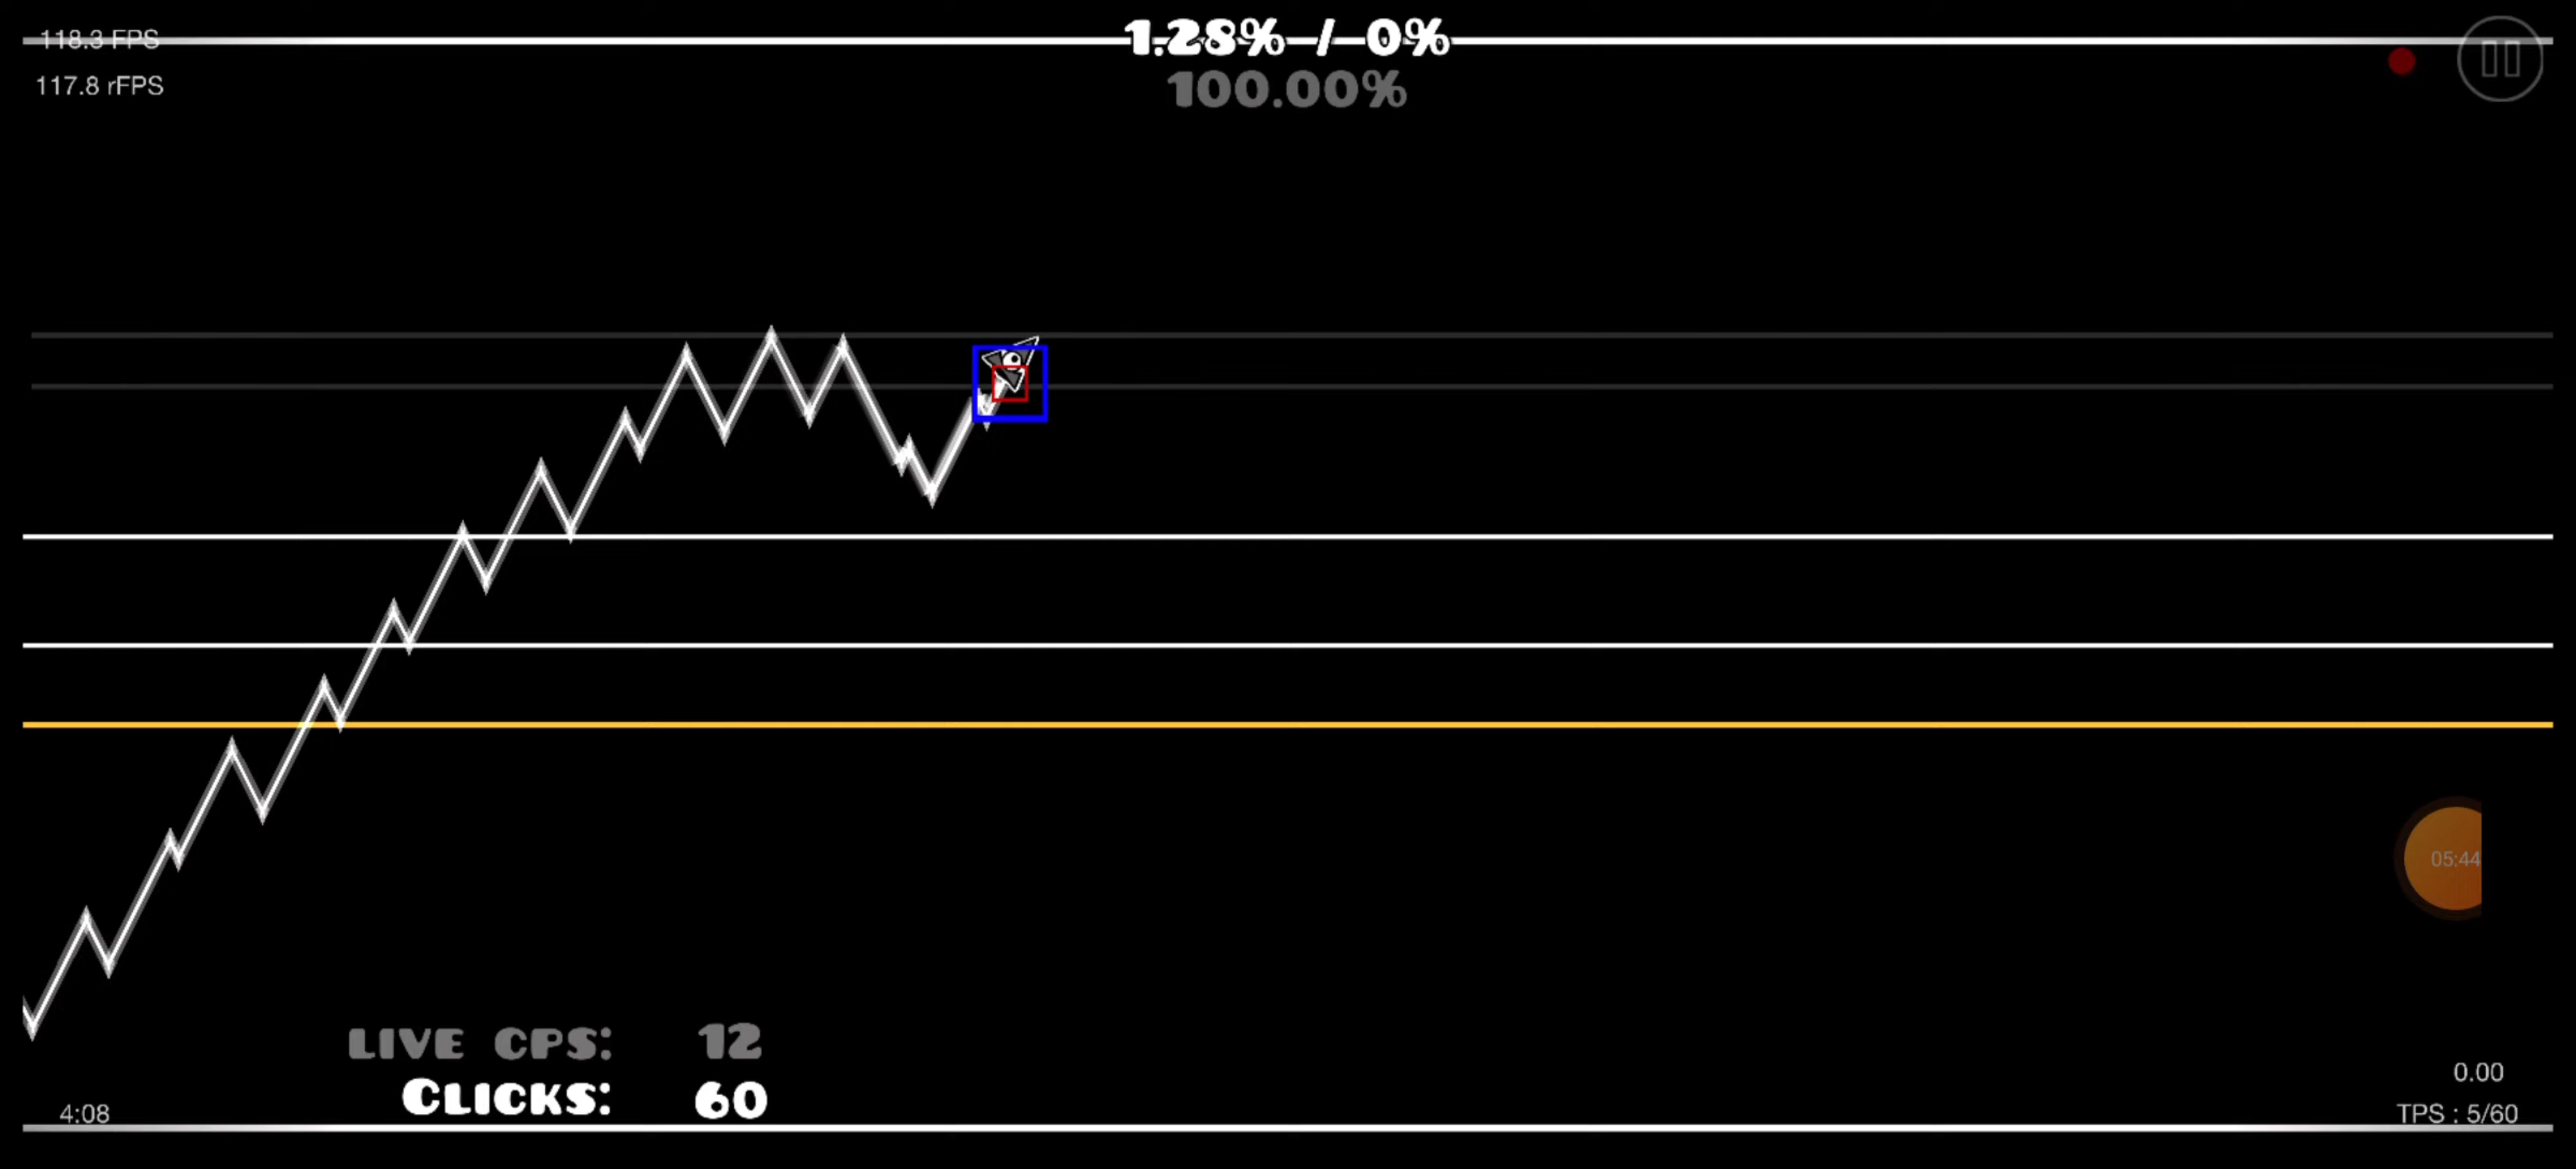 118.3 FPS
1.28% / 0%
117.8 rFPS
100.00%
05:44
LIVE CPS: 12
CLICKS: 60
0.00
4:08
TPS : 5/60